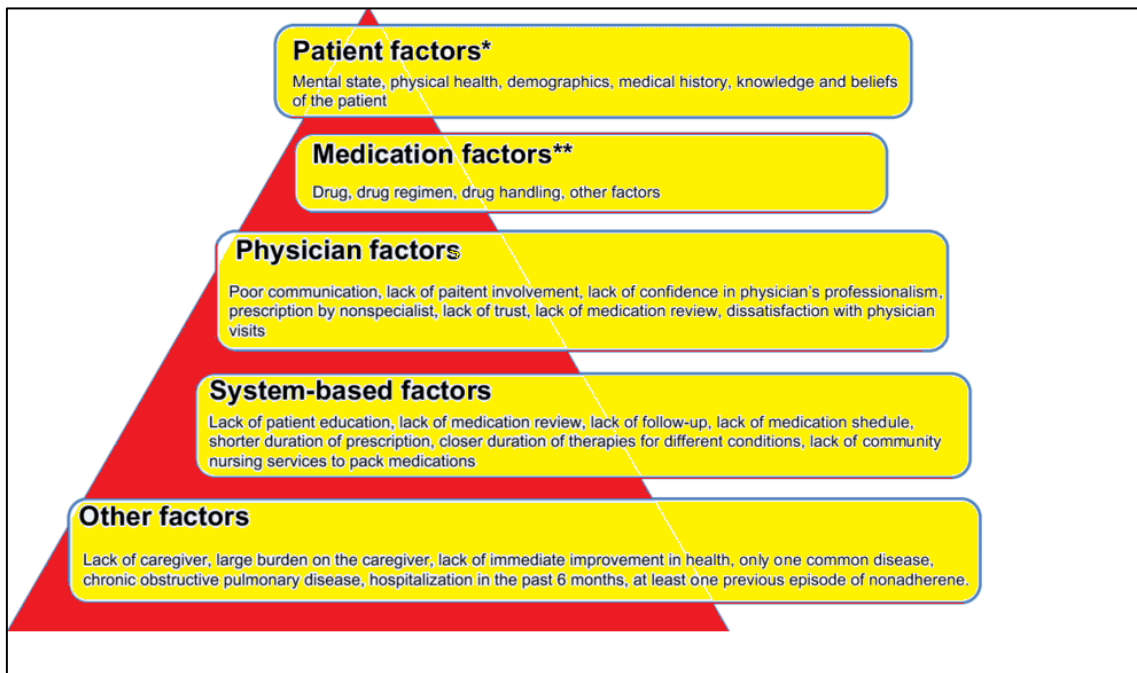 Patient factors*
Mental state, physical health, demographics, medical history, knowledge and beliefs
of the patient
Medication factors**
Drug, drug regimen, drug handling, other factors
Physician factors
Poor communication, lack of paitent involvement, lack of confidence in physician's professionalism,
prescription by nonspecialist, lack of trust, lack of medication review, dissatisfaction with physician
visits
System-based factors
Lack of patient education, lack of medication review, lack of follow-up, lack of medication shedule,
shorter duration of prescription, closer duration of therapies for different conditions, lack of community
nursing services to pack medications
Other factors
Lack of caregiver, large burden on the caregiver, lack of immediate improvement in health, only one common disease,
chronic obstructive pulmonary disease, hospitalization in the past 6 months, at least one previous episode of nonadherene.